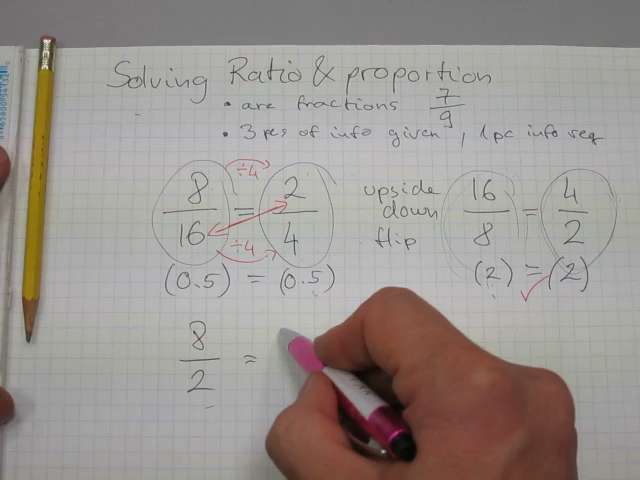 Solving Ratio & proportion
• are fractions 7/9
• 3 pcs of info given, 1 pc info req
÷4
8/16 = 2/4
÷4
(0.5) = (0.5)
upside
down
flip
16/8 = 4/2
(2) = (2)
8/2 =